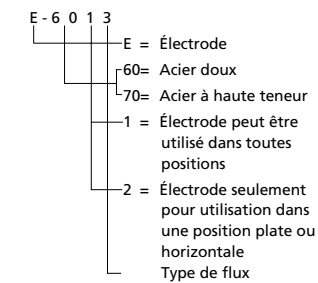 E - 6 0 1 3
E = Électrode
60= Acier doux
70= Acier à haute teneur
1 = Électrode peut être
utilisé dans toutes
positions
2 = Électrode seulement
pour utilisation dans
une position plate ou
horizontale
Type de flux